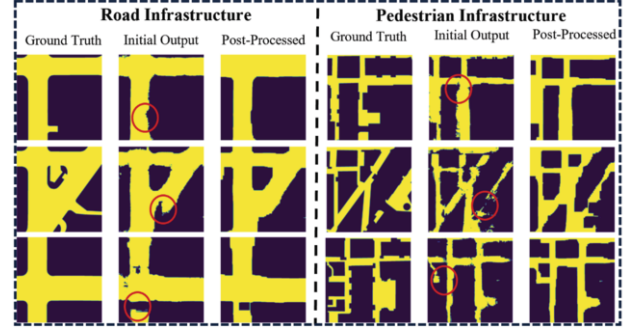 Road Infrastructure
Ground Truth Initial Output Post-Processed
Pedestrian Infrastructure
Ground Truth Initial Output Post-Processed